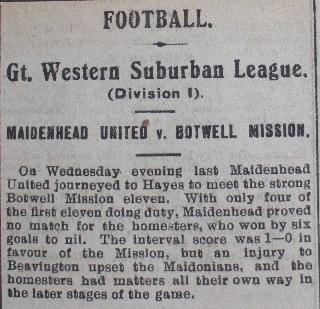 FOOTBALL.
Gt. Western Suburban League.
(Division I).
MAIDENHEAD UNITED v. BOTWELL MISSION.
On Wednesday evening last Maidenhead
United journeyed to Hayes to meet the strong
Botwell Mission eleven. With only four of
the first eleven doing duty, Maidenhead proved
no match for the homesters, who won by six
goals to nil. The interval score was 1—0 in
favour of the Mission, but an injury to
Beavington upset the Maidonians, and the
homesters had matters all their own way in
the later stages of the game.